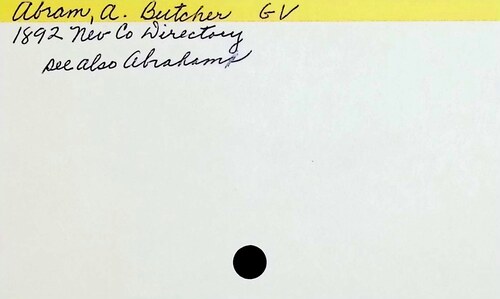 Abram, A. Butcher GV
1892 Nev Co Directory
see also Abrahams